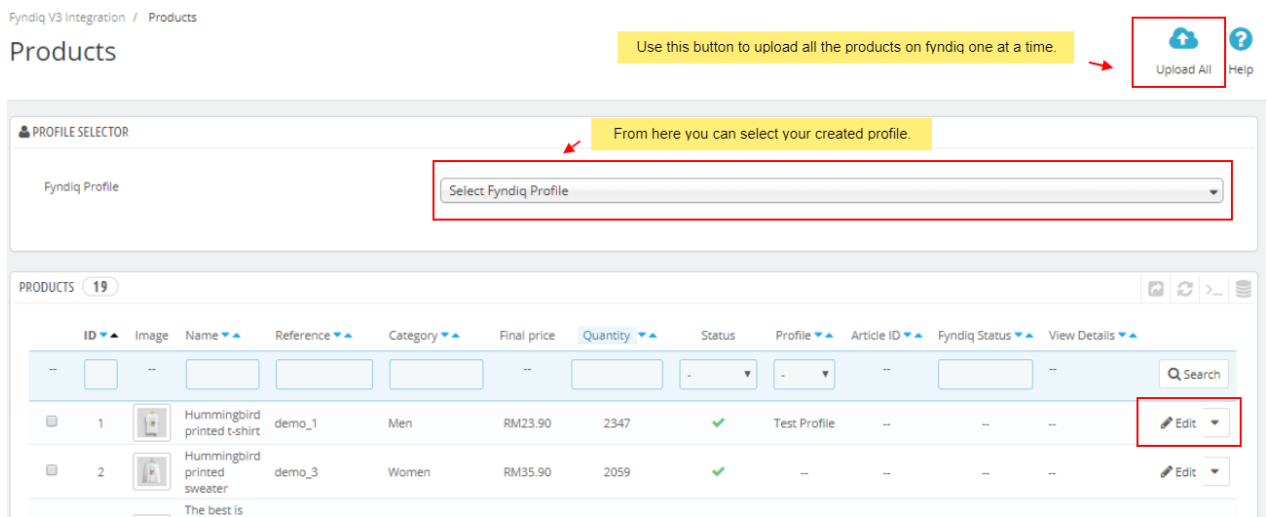 Fyndiq V3 Integration / Products
Products
Use this button to upload all the products on fyndiq one at a time.
Upload All
Help
PROFILE SELECTOR
From here you can select your created profile.
Fyndiq Profile
Select Fyndiq Profile
PRODUCTS 19
ID Image Name Reference Category Final price Quantity Status Profile Article ID Fyndiq Status View Details
-- -- -- - - -- -- Search
1 Hummingbird printed t-shirt demo_1 Men RM23.90 2347 Test Profile -- -- -- Edit
2 Hummingbird printed sweater demo_3 Women RM35.90 2059 -- -- -- -- Edit
The best is